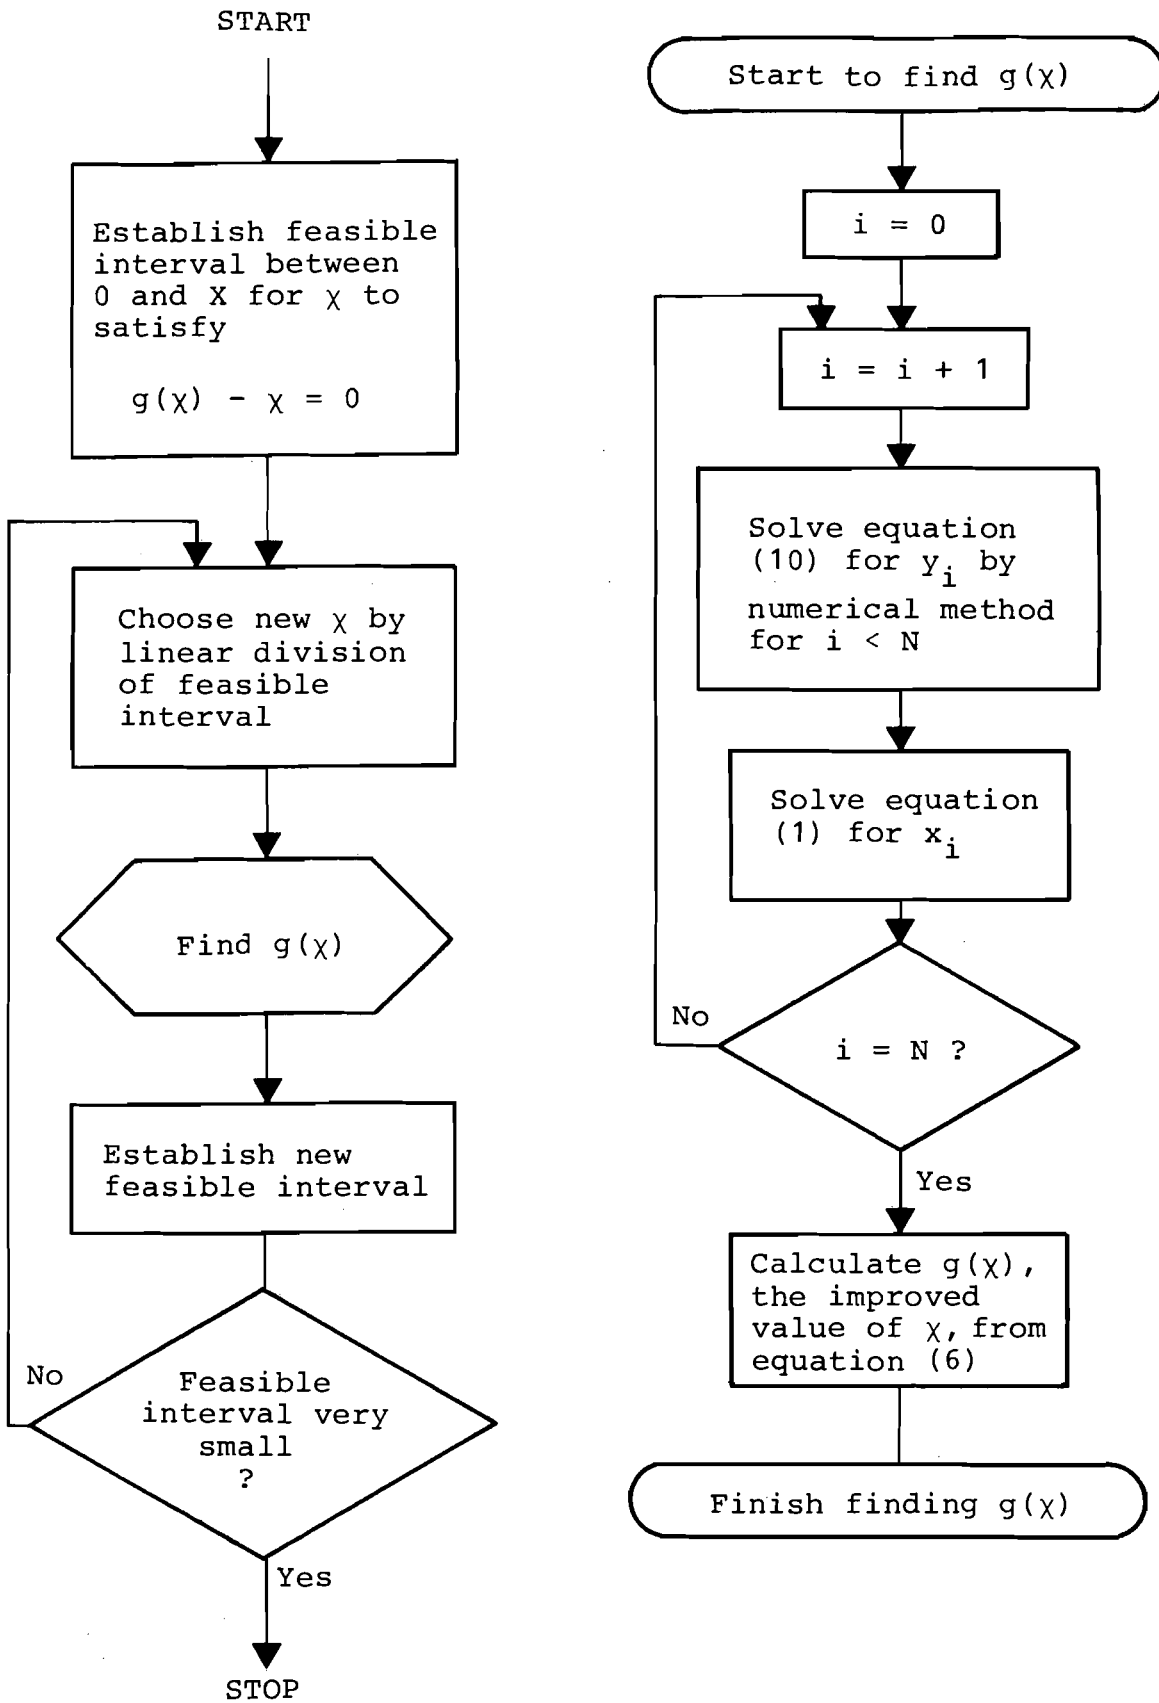 START
Establish feasible
interval between
0 and X for χ to
satisfy
g(χ) - χ = 0
Choose new χ by
linear division
of feasible
interval
Find g(χ)
Establish new
feasible interval
No
Feasible
interval very
small
?
Yes
STOP
Start to find g(χ)
i = 0
i = i + 1
Solve equation
(10) for y_i by
numerical method
for i < N
Solve equation
(1) for x_i
No
i = N ?
Yes
Calculate g(χ),
the improved
value of χ, from
equation (6)
Finish finding g(χ)